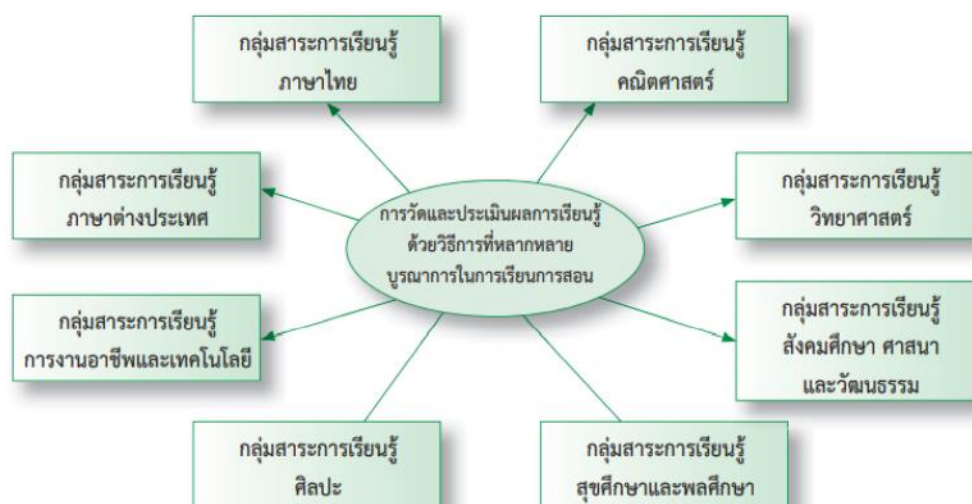 กลุ่มสาระการเรียนรู้
ภาษาไทย
กลุ่มสาระการเรียนรู้
คณิตศาสตร์
กลุ่มสาระการเรียนรู้
ภาษาต่างประเทศ
การวัดและประเมินผลการเรียนรู้
ด้วยวิธีการที่หลากหลาย
บูรณาการในการเรียนการสอน
กลุ่มสาระการเรียนรู้
วิทยาศาสตร์
กลุ่มสาระการเรียนรู้
การงานอาชีพและเทคโนโลยี
กลุ่มสาระการเรียนรู้
สังคมศึกษา ศาสนา
และวัฒนธรรม
กลุ่มสาระการเรียนรู้
ศิลปะ
กลุ่มสาระการเรียนรู้
สุขศึกษาและพลศึกษา